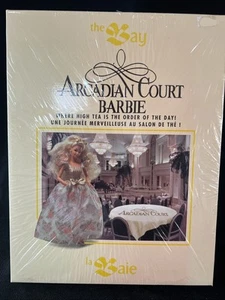 the Bay
ARCADIAN COURT
BARBIE
WHERE HIGH TEA IS THE ORDER OF THE DAY!
UNE JOURNÉE MERVEILLEUSE AU SALON DE THÉ !
ARCADIAN COURT
la Baie